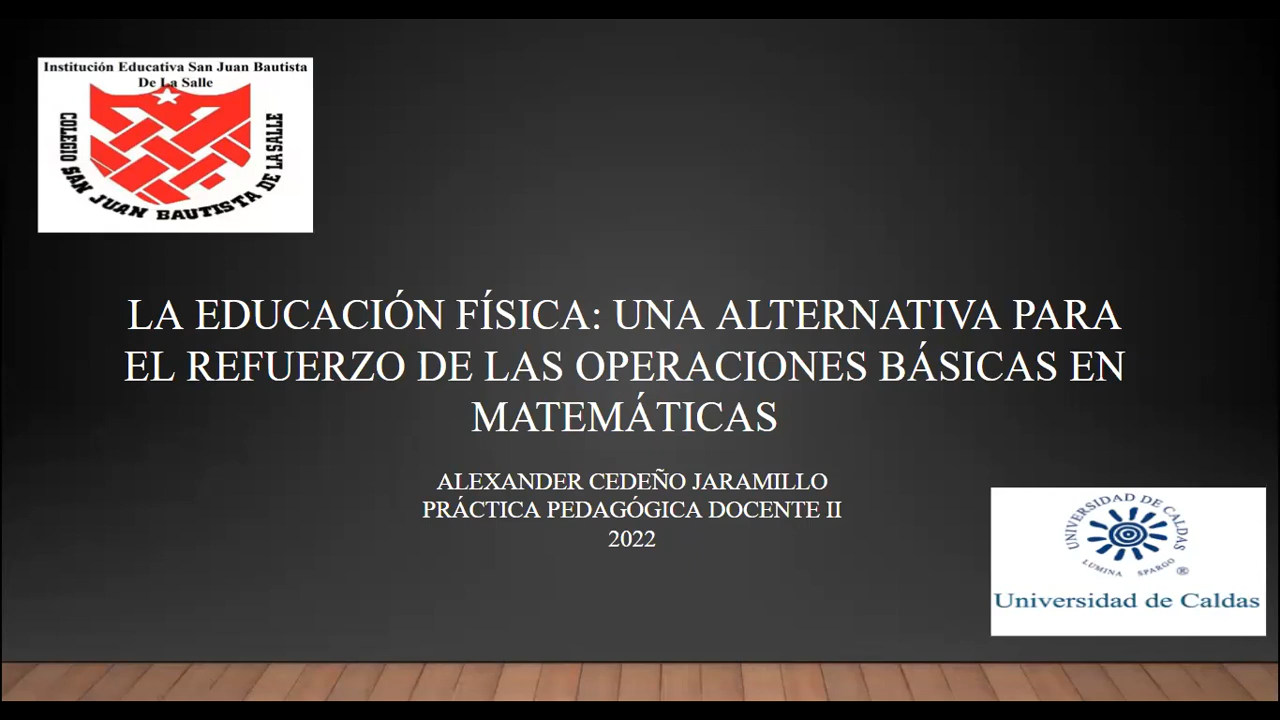 Institución Educativa San Juan Bautista
De La Salle
COLEGIO SAN JUAN BAUTISTA DE LA SALLE
LA EDUCACIÓN FÍSICA: UNA ALTERNATIVA PARA
EL REFUERZO DE LAS OPERACIONES BÁSICAS EN
MATEMÁTICAS
ALEXANDER CEDEÑO JARAMILLO
PRÁCTICA PEDAGÓGICA DOCENTE II
2022
UNIVERSIDAD DE CALDAS
LUMINA SPARGO
®
Universidad de Caldas